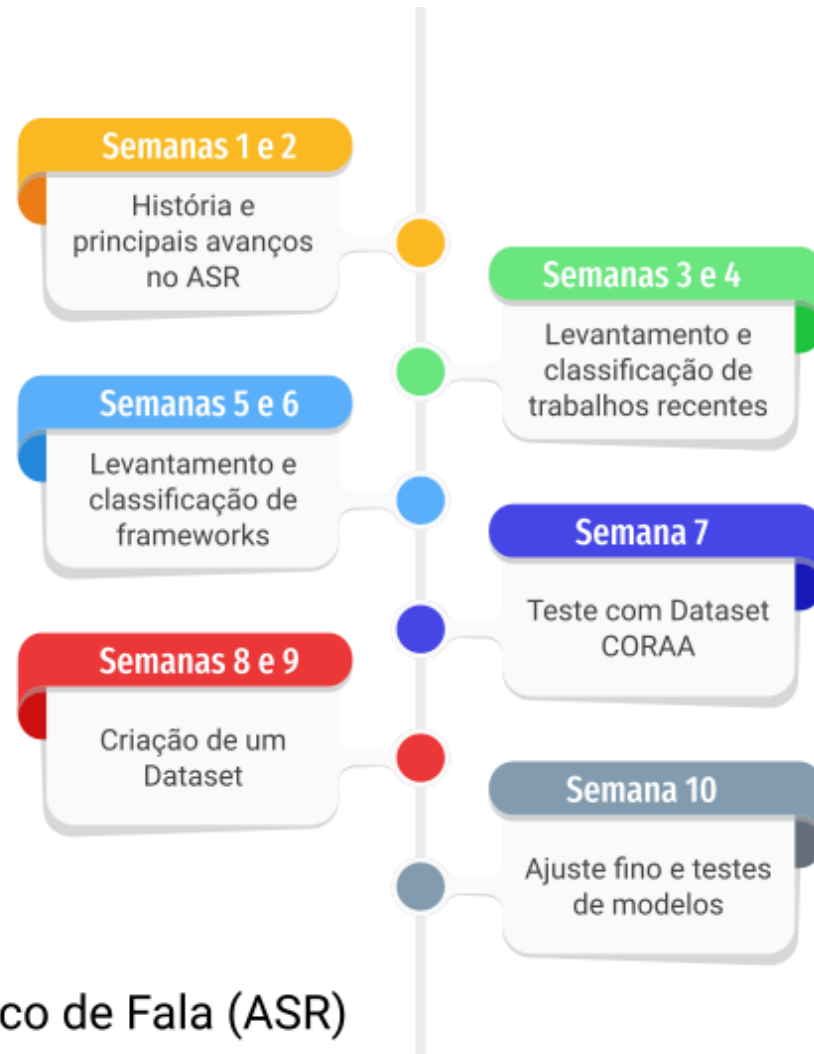 Semanas 1 e 2
História e
principais avanços
no ASR
Semanas 3 e 4
Levantamento e
classificação de
trabalhos recentes
Semanas 5 e 6
Levantamento e
classificação de
frameworks
Semana 7
Teste com Dataset
CORAA
Semanas 8 e 9
Criação de um
Dataset
Semana 10
Ajuste fino e testes
de modelos
co de Fala (ASR)